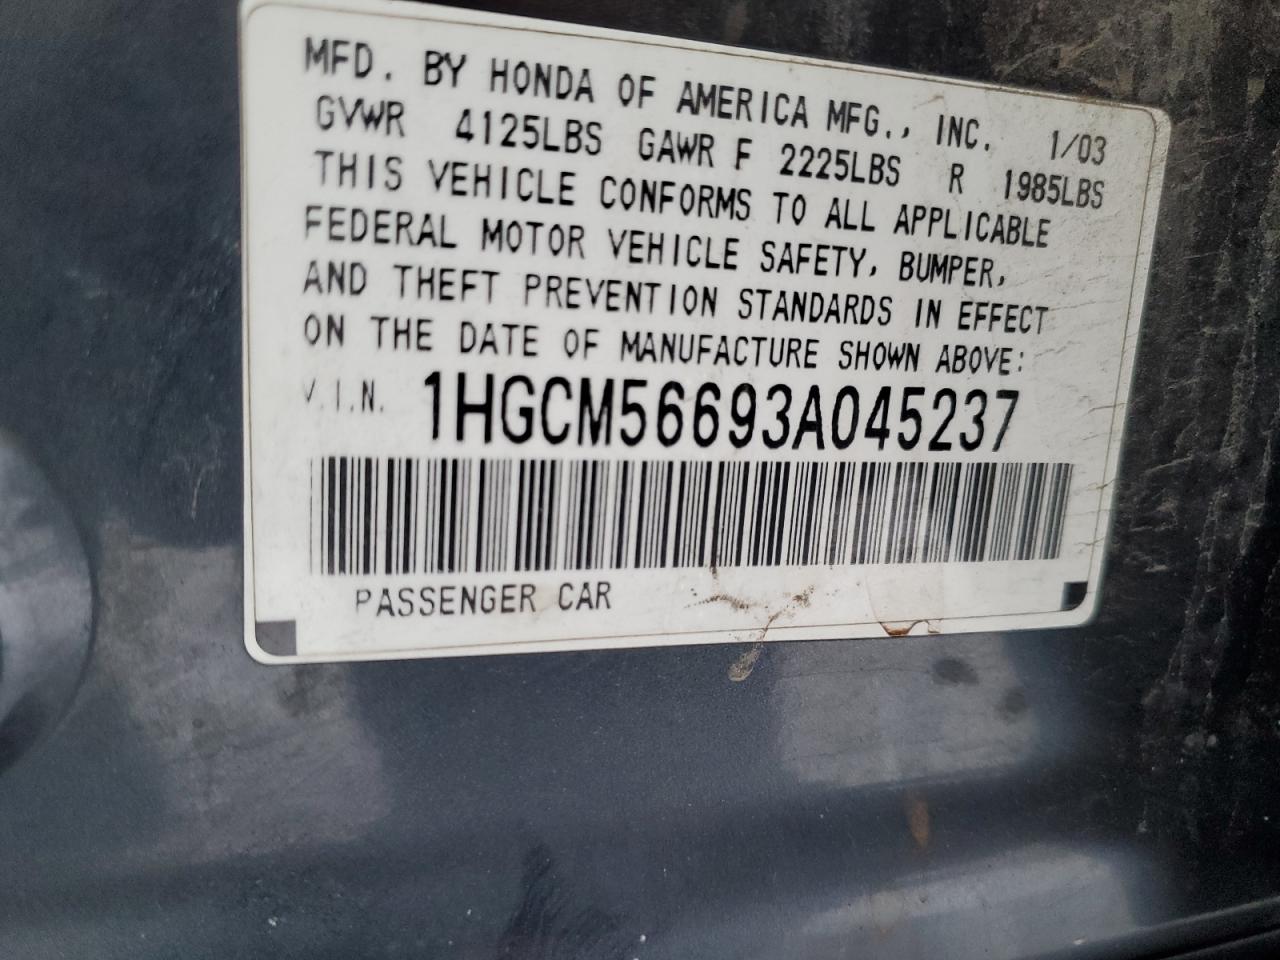 MFD. BY HONDA OF AMERICA MFG., INC. 1/03
GVWR 4125LBS GAWR F 2225LBS R 1985LBS
THIS VEHICLE CONFORMS TO ALL APPLICABLE
FEDERAL MOTOR VEHICLE SAFETY, BUMPER,
AND THEFT PREVENTION STANDARDS IN EFFECT
ON THE DATE OF MANUFACTURE SHOWN ABOVE:
V.I.N. 1HGCM56693A045237
PASSENGER CAR